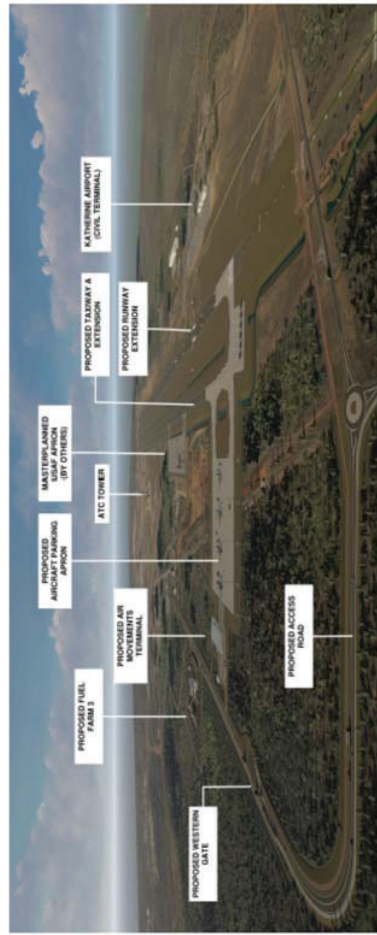 PROPOSED FUEL
FARM 3
PROPOSED AIRCRAFT PARKING
APRON
ATC TOWER
MASTERPLANNED
USAF APRON
(BY OTHERS)
PROPOSED TAXIWAY &
EXTENSION
KATHERINE AIRPORT
(CIVIL TERMINAL)
PROPOSED AIR
MOVEMENTS
TERMINAL
PROPOSED RUNWAY
EXTENSION
PROPOSED WESTERN
GATE
PROPOSED ACCESS
ROAD